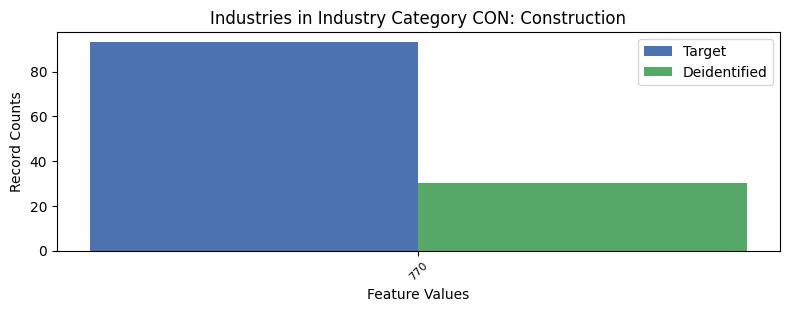 Industries in Industry Category CON: Construction
Target
Deidentified
Record Counts
80
60
40
20
0
770
Feature Values